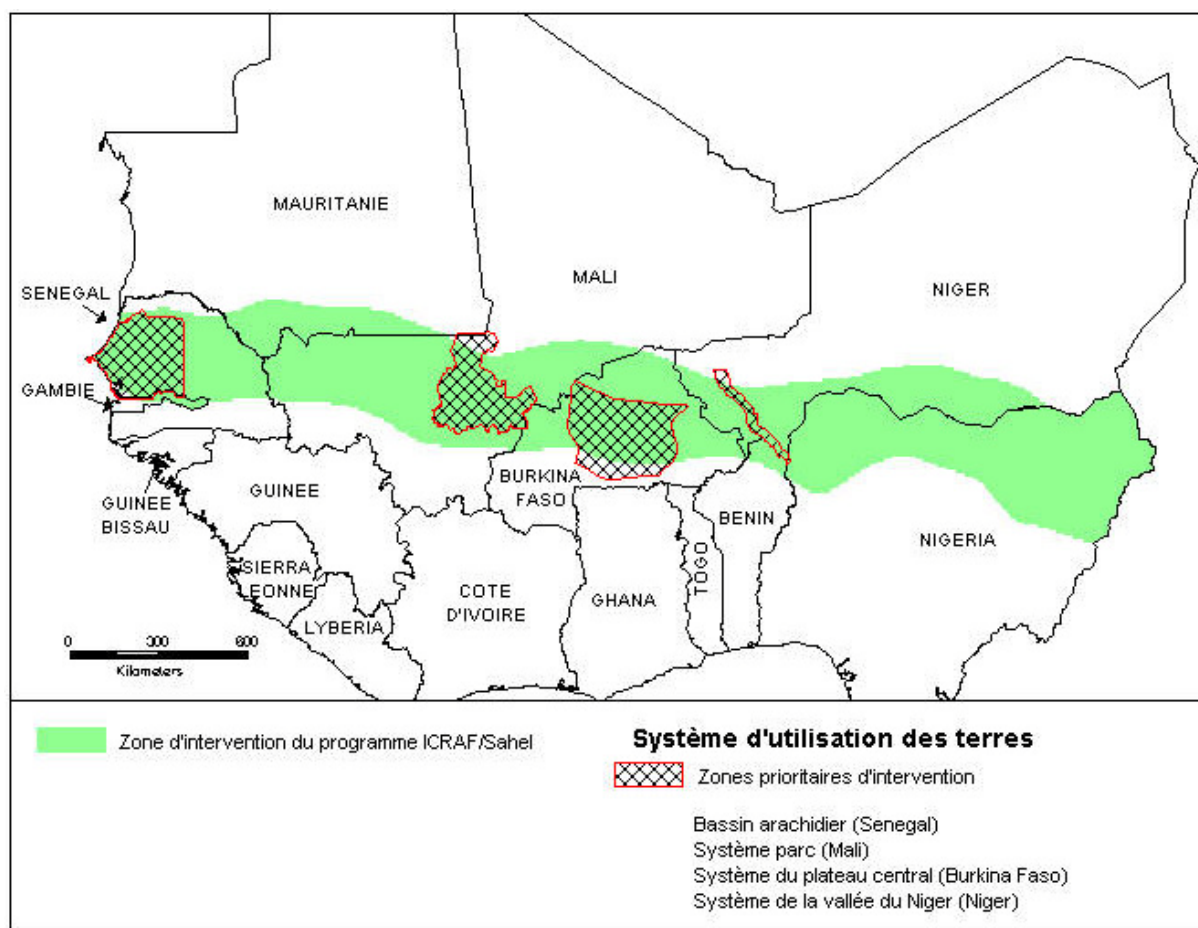 MAURITANIE
MALI
NIGER
SENEGAL
GAMBIE
GUINEE
BISSAU
GUINEE
SIERRA
EONNE
LYBERIA
COTE
D'IVOIRE
BURKINA
FASO
GHANA
TOGO
BENIN
NIGERIA
0 300 600
Kilometers
Zone d'intervention du programme ICRAF/Sahel
Système d'utilisation des terres
Zones prioritaires d'intervention
Bassin arachidier (Senegal)
Système parc (Mali)
Système du plateau central (Burkina Faso)
Système de la vallée du Niger (Niger)